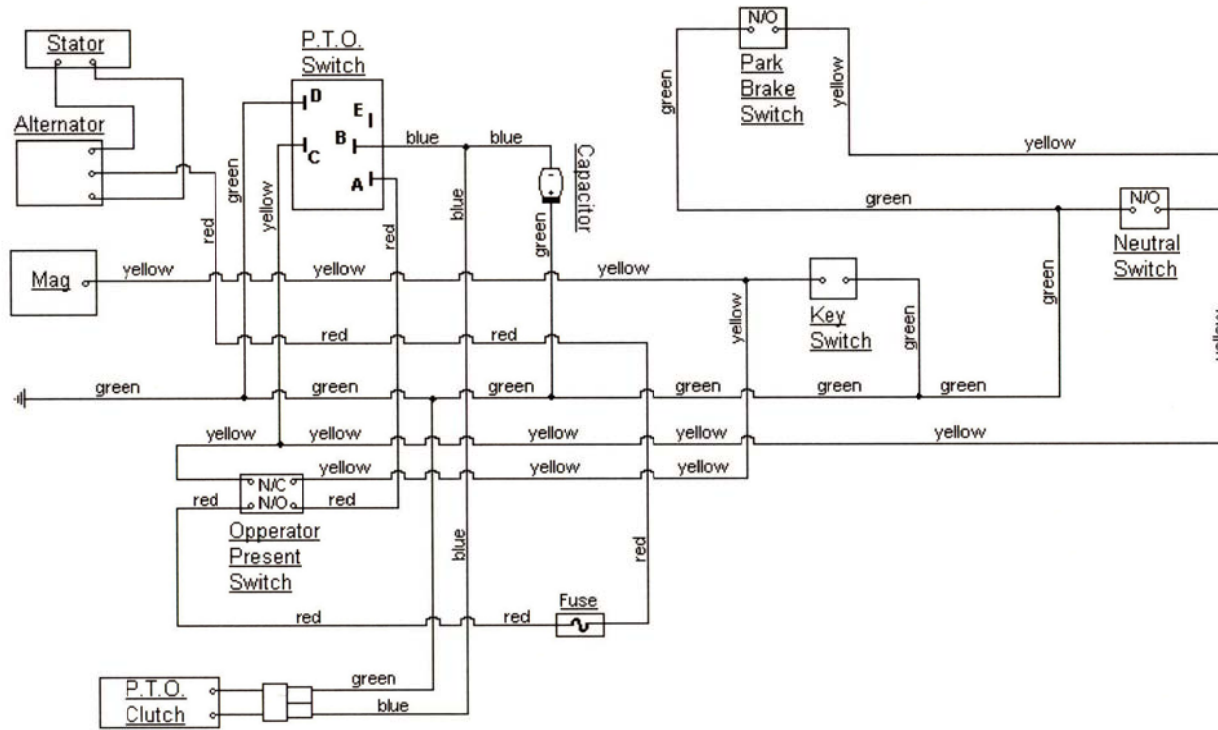 Stator
P.T.O.
Switch
N/O
Park
Brake
Switch
Alternator
D
E
B
C
A
green
yellow
red
blue
blue
blue
red
green
Capacitor
green
yellow
yellow
green
N/O
Neutral
Switch
green
Mag
yellow
yellow
yellow
yellow
Key
Switch
green
yellow
red
red
green
green
green
green
green
green
yellow
yellow
yellow
yellow
yellow
yellow
yellow
yellow
N/C
red
N/O
red
Opperator
Present
Switch
blue
red
red
red
Fuse
P.T.O.
Clutch
green
blue